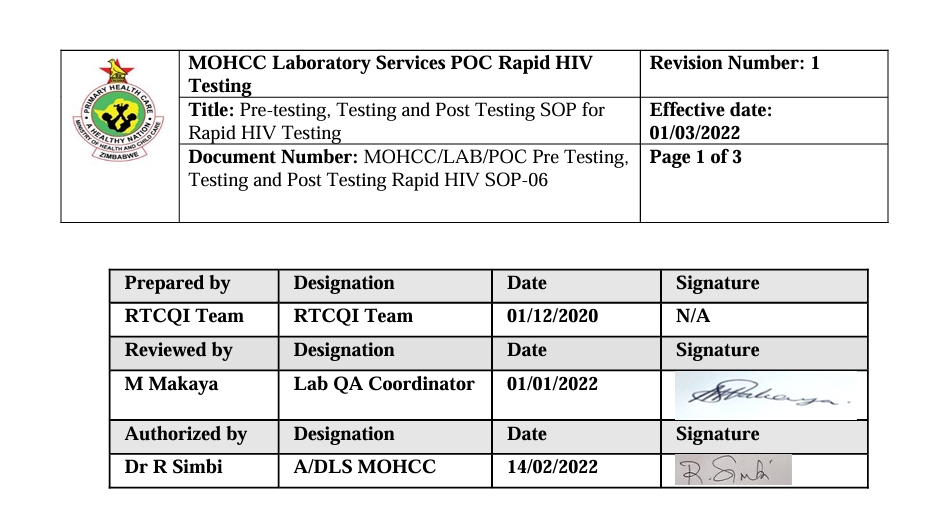 PRIMARY HEALTH CARE
A HEALTHY NATION
MINISTRY OF HEALTH AND CHILD CARE
ZIMBABWE
MOHCC Laboratory Services POC Rapid HIV
Testing
Revision Number: 1
Title: Pre-testing, Testing and Post Testing SOP for
Rapid HIV Testing
Effective date:
01/03/2022
Document Number: MOHCC/LAB/POC Pre Testing,
Testing and Post Testing Rapid HIV SOP-06
Page 1 of 3
Prepared by Designation Date Signature
RTCQI Team RTCQI Team 01/12/2020 N/A
Reviewed by Designation Date Signature
M Makaya Lab QA Coordinator 01/01/2022
Authorized by Designation Date Signature
Dr R Simbi A/DLS MOHCC 14/02/2022 R. Simbi